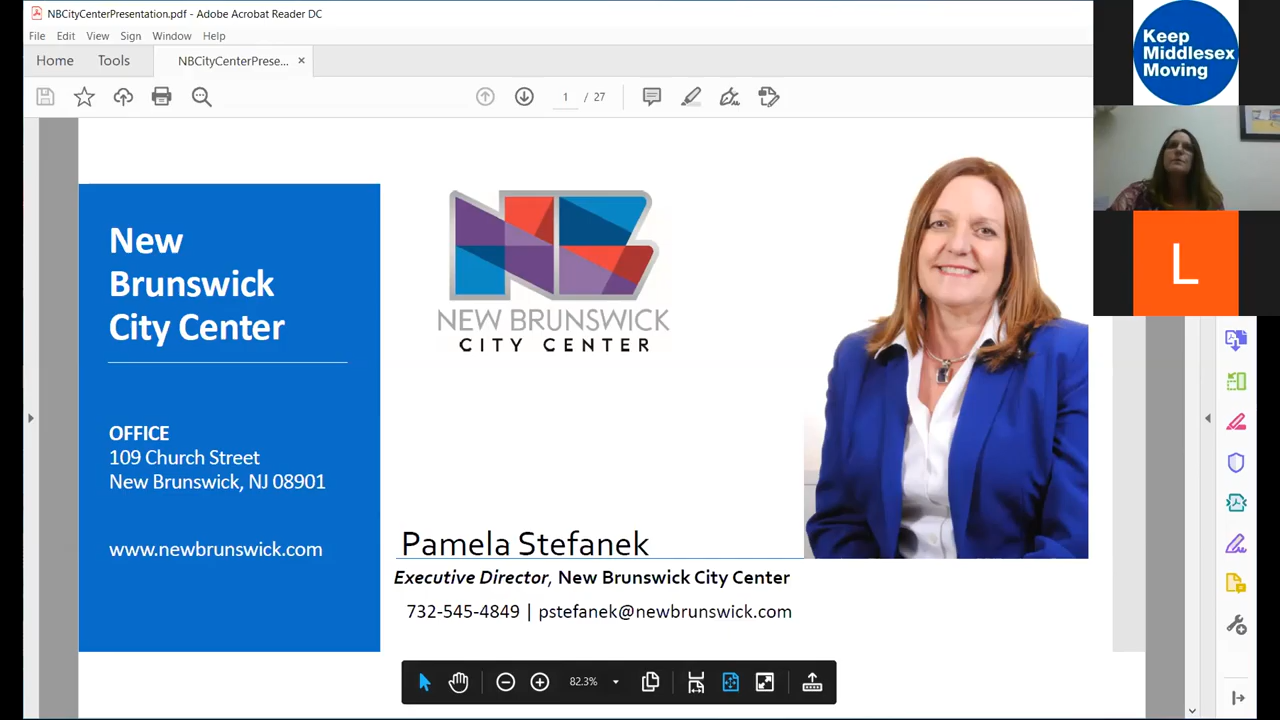 NBCityCenterPresentation.pdf - Adobe Acrobat Reader DC
File Edit View Sign Window Help
Home Tools NBCityCenterPrese... ×
1 / 27
Keep
Middlesex
Moving
L
New
Brunswick
City Center
OFFICE
109 Church Street
New Brunswick, NJ 08901
www.newbrunswick.com
NEW BRUNSWICK
CITY CENTER
Pamela Stefanek
Executive Director, New Brunswick City Center
732-545-4849 | pstefanek@newbrunswick.com
82.3%